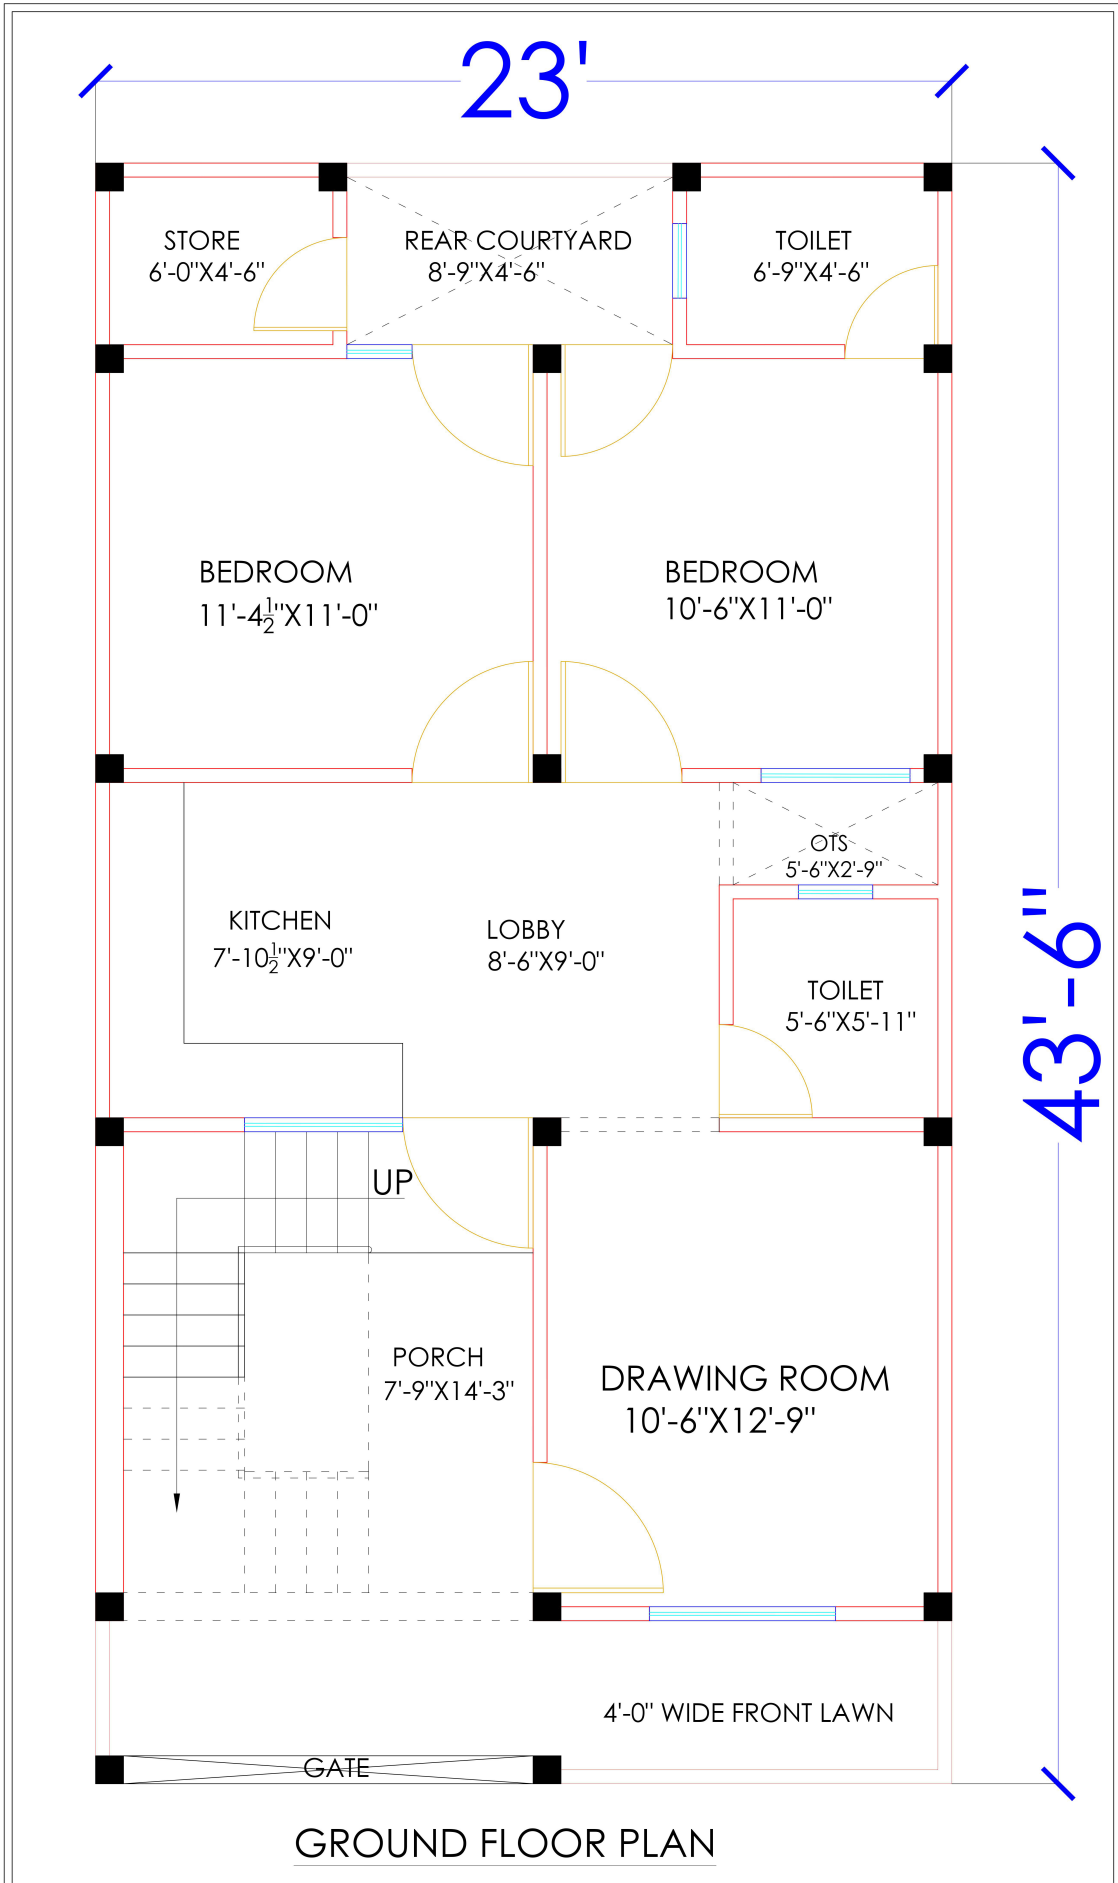 23'
STORE
6'-0"X4'-6"
REAR COURTYARD
8'-9"X4'-6"
TOILET
6'-9"X4'-6"
BEDROOM
11'-4½"X11'-0"
BEDROOM
10'-6"X11'-0"
OTS
5'-6"X2'-9"
KITCHEN
7'-10½"X9'-0"
LOBBY
8'-6"X9'-0"
TOILET
5'-6"X5'-11"
43'-6"
UP
PORCH
7'-9"X14'-3"
DRAWING ROOM
10'-6"X12'-9"
4'-0" WIDE FRONT LAWN
GATE
GROUND FLOOR PLAN